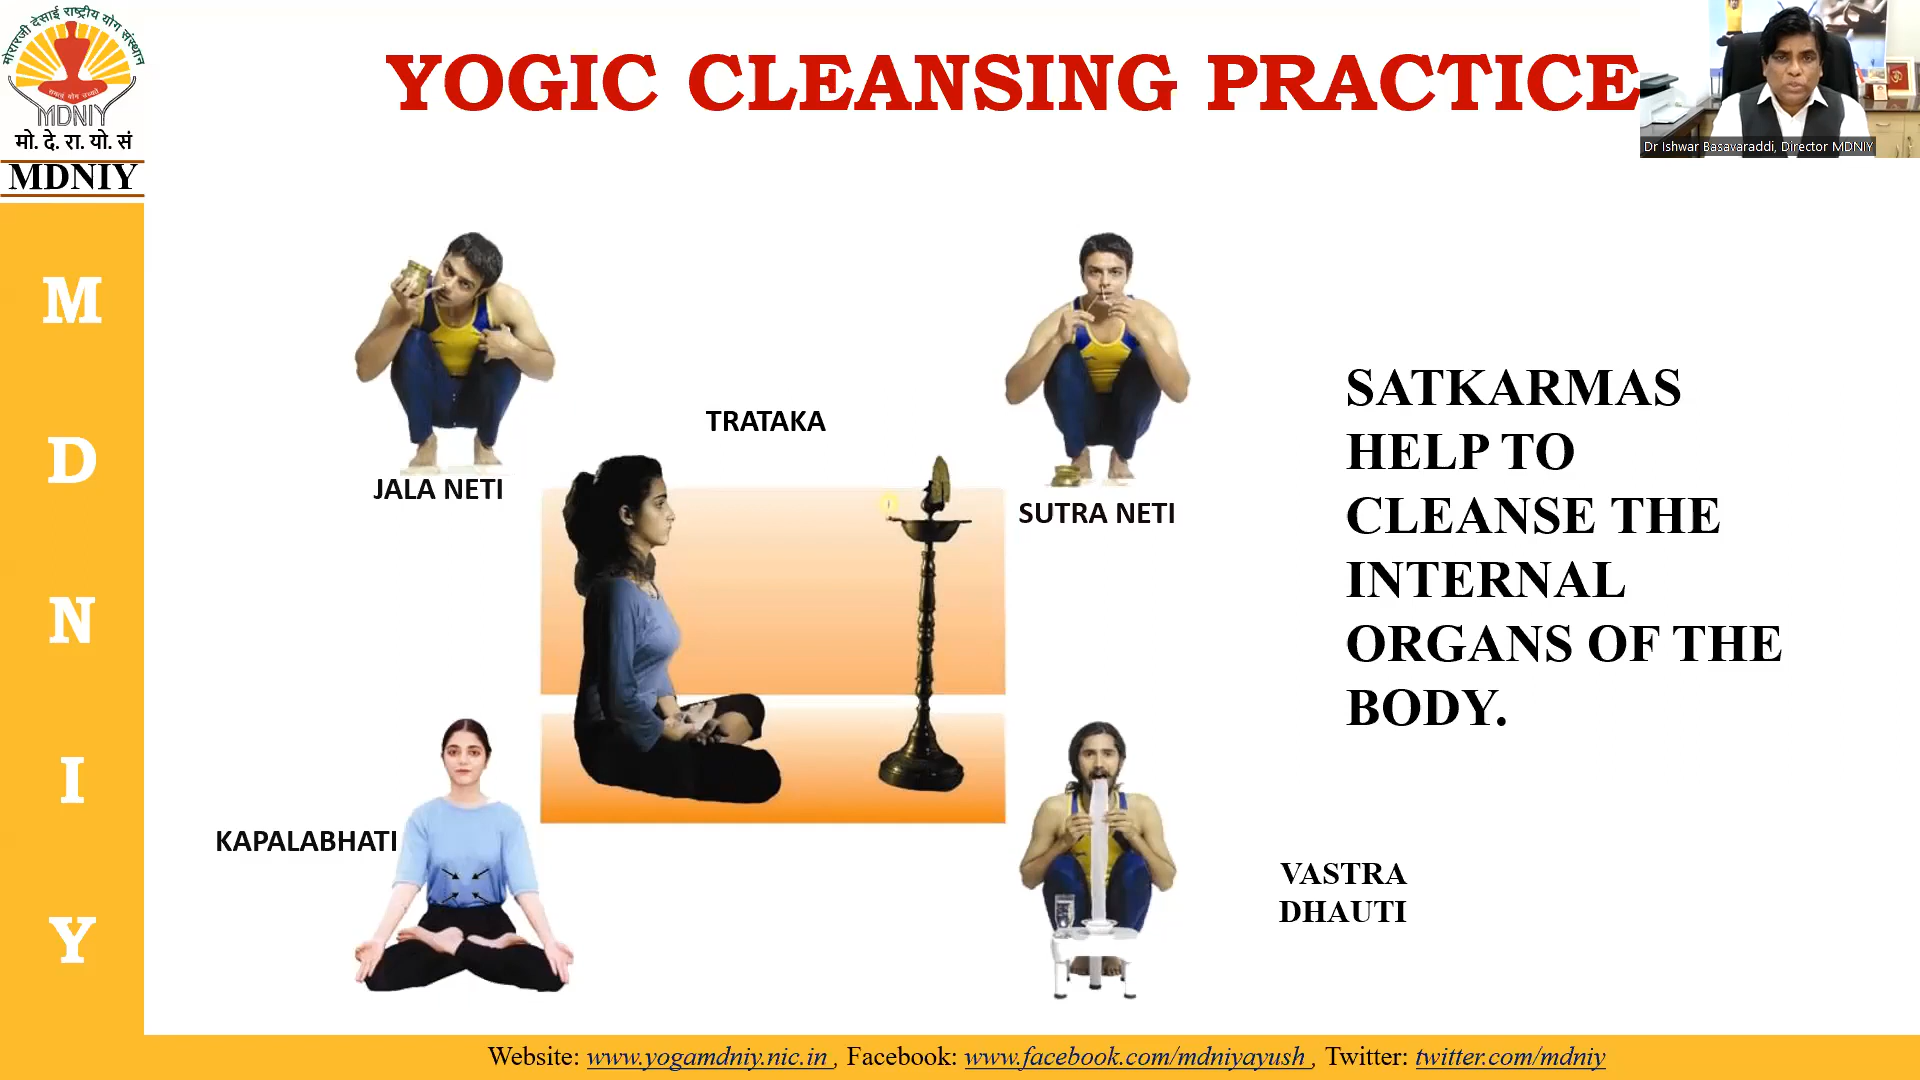 मोरारजी देसाई राष्ट्रीय योग संस्थान
MDNIY
मो. दे. रा. यो. सं
MDNIY
M
D
N
I
Y
YOGIC CLEANSING PRACTICE
Dr Ishwar Basavaraddi, Director MDNIY
TRATAKA
JALA NETI
SUTRA NETI
KAPALABHATI
SATKARMAS
HELP TO
CLEANSE THE
INTERNAL
ORGANS OF THE
BODY.
VASTRA
DHAUTI
Website: www.yogamdniy.nic.in , Facebook: www.facebook.com/mdniyayush , Twitter: twitter.com/mdniy